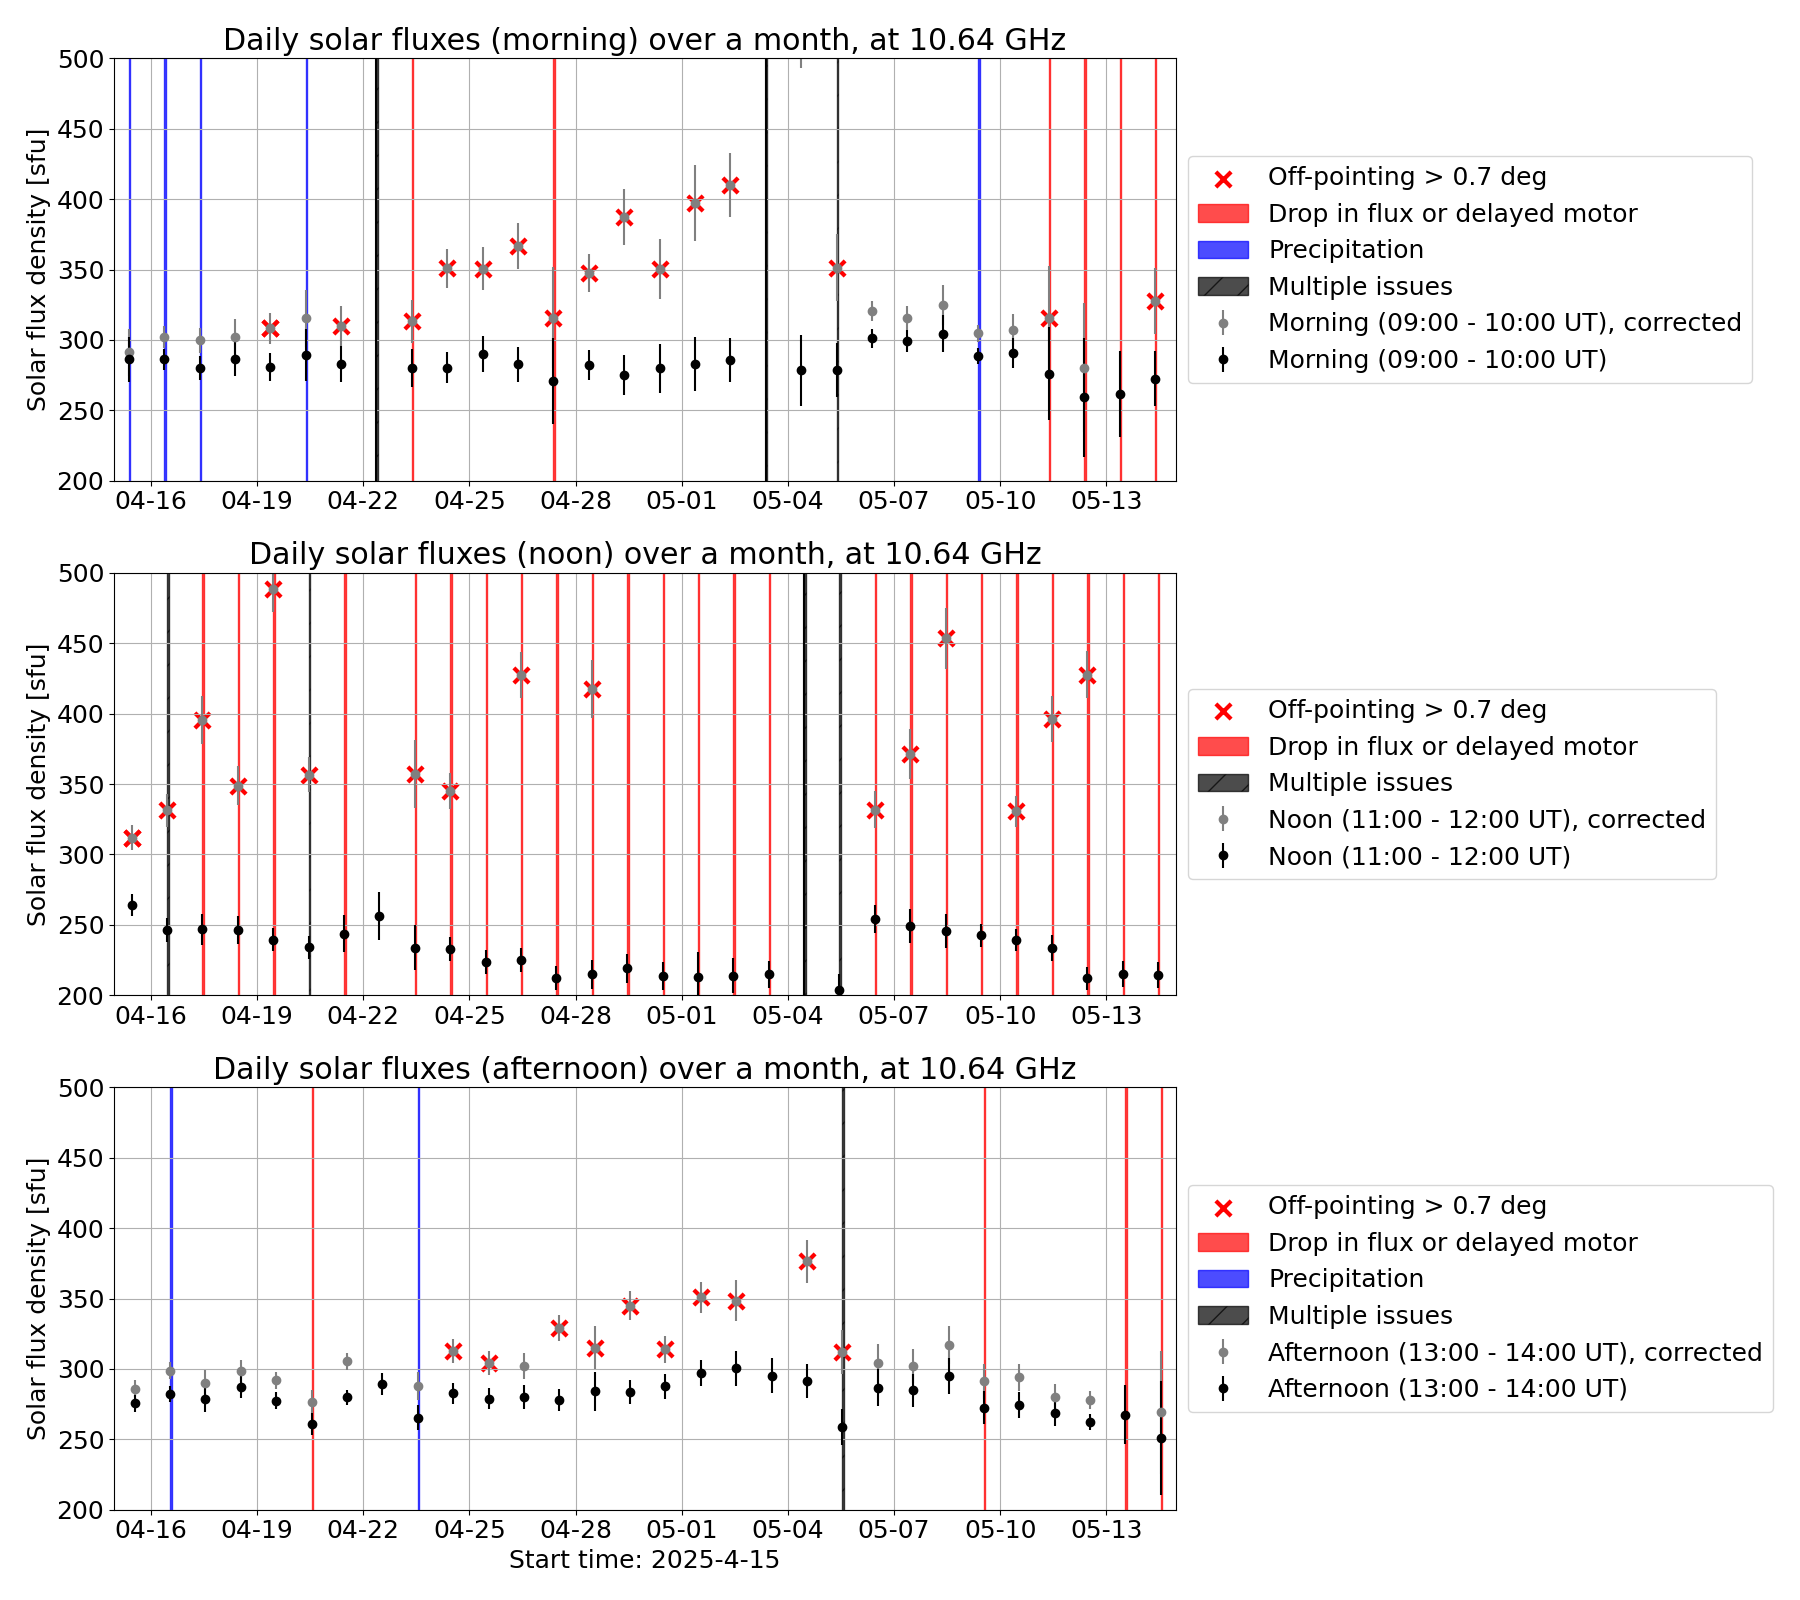 Daily solar fluxes (morning) over a month, at 10.64 GHz
500
450
400
350
300
250
200
Solar flux density [sfu]
04-16 04-19 04-22 04-25 04-28 05-01 05-04 05-07 05-10 05-13
Off-pointing > 0.7 deg
Drop in flux or delayed motor
Precipitation
Multiple issues
Morning (09:00 - 10:00 UT), corrected
Morning (09:00 - 10:00 UT)
Daily solar fluxes (noon) over a month, at 10.64 GHz
500
450
400
350
300
250
200
Solar flux density [sfu]
04-16 04-19 04-22 04-25 04-28 05-01 05-04 05-07 05-10 05-13
Off-pointing > 0.7 deg
Drop in flux or delayed motor
Multiple issues
Noon (11:00 - 12:00 UT), corrected
Noon (11:00 - 12:00 UT)
Daily solar fluxes (afternoon) over a month, at 10.64 GHz
500
450
400
350
300
250
200
Solar flux density [sfu]
04-16 04-19 04-22 04-25 04-28 05-01 05-04 05-07 05-10 05-13
Start time: 2025-4-15
Off-pointing > 0.7 deg
Drop in flux or delayed motor
Precipitation
Multiple issues
Afternoon (13:00 - 14:00 UT), corrected
Afternoon (13:00 - 14:00 UT)